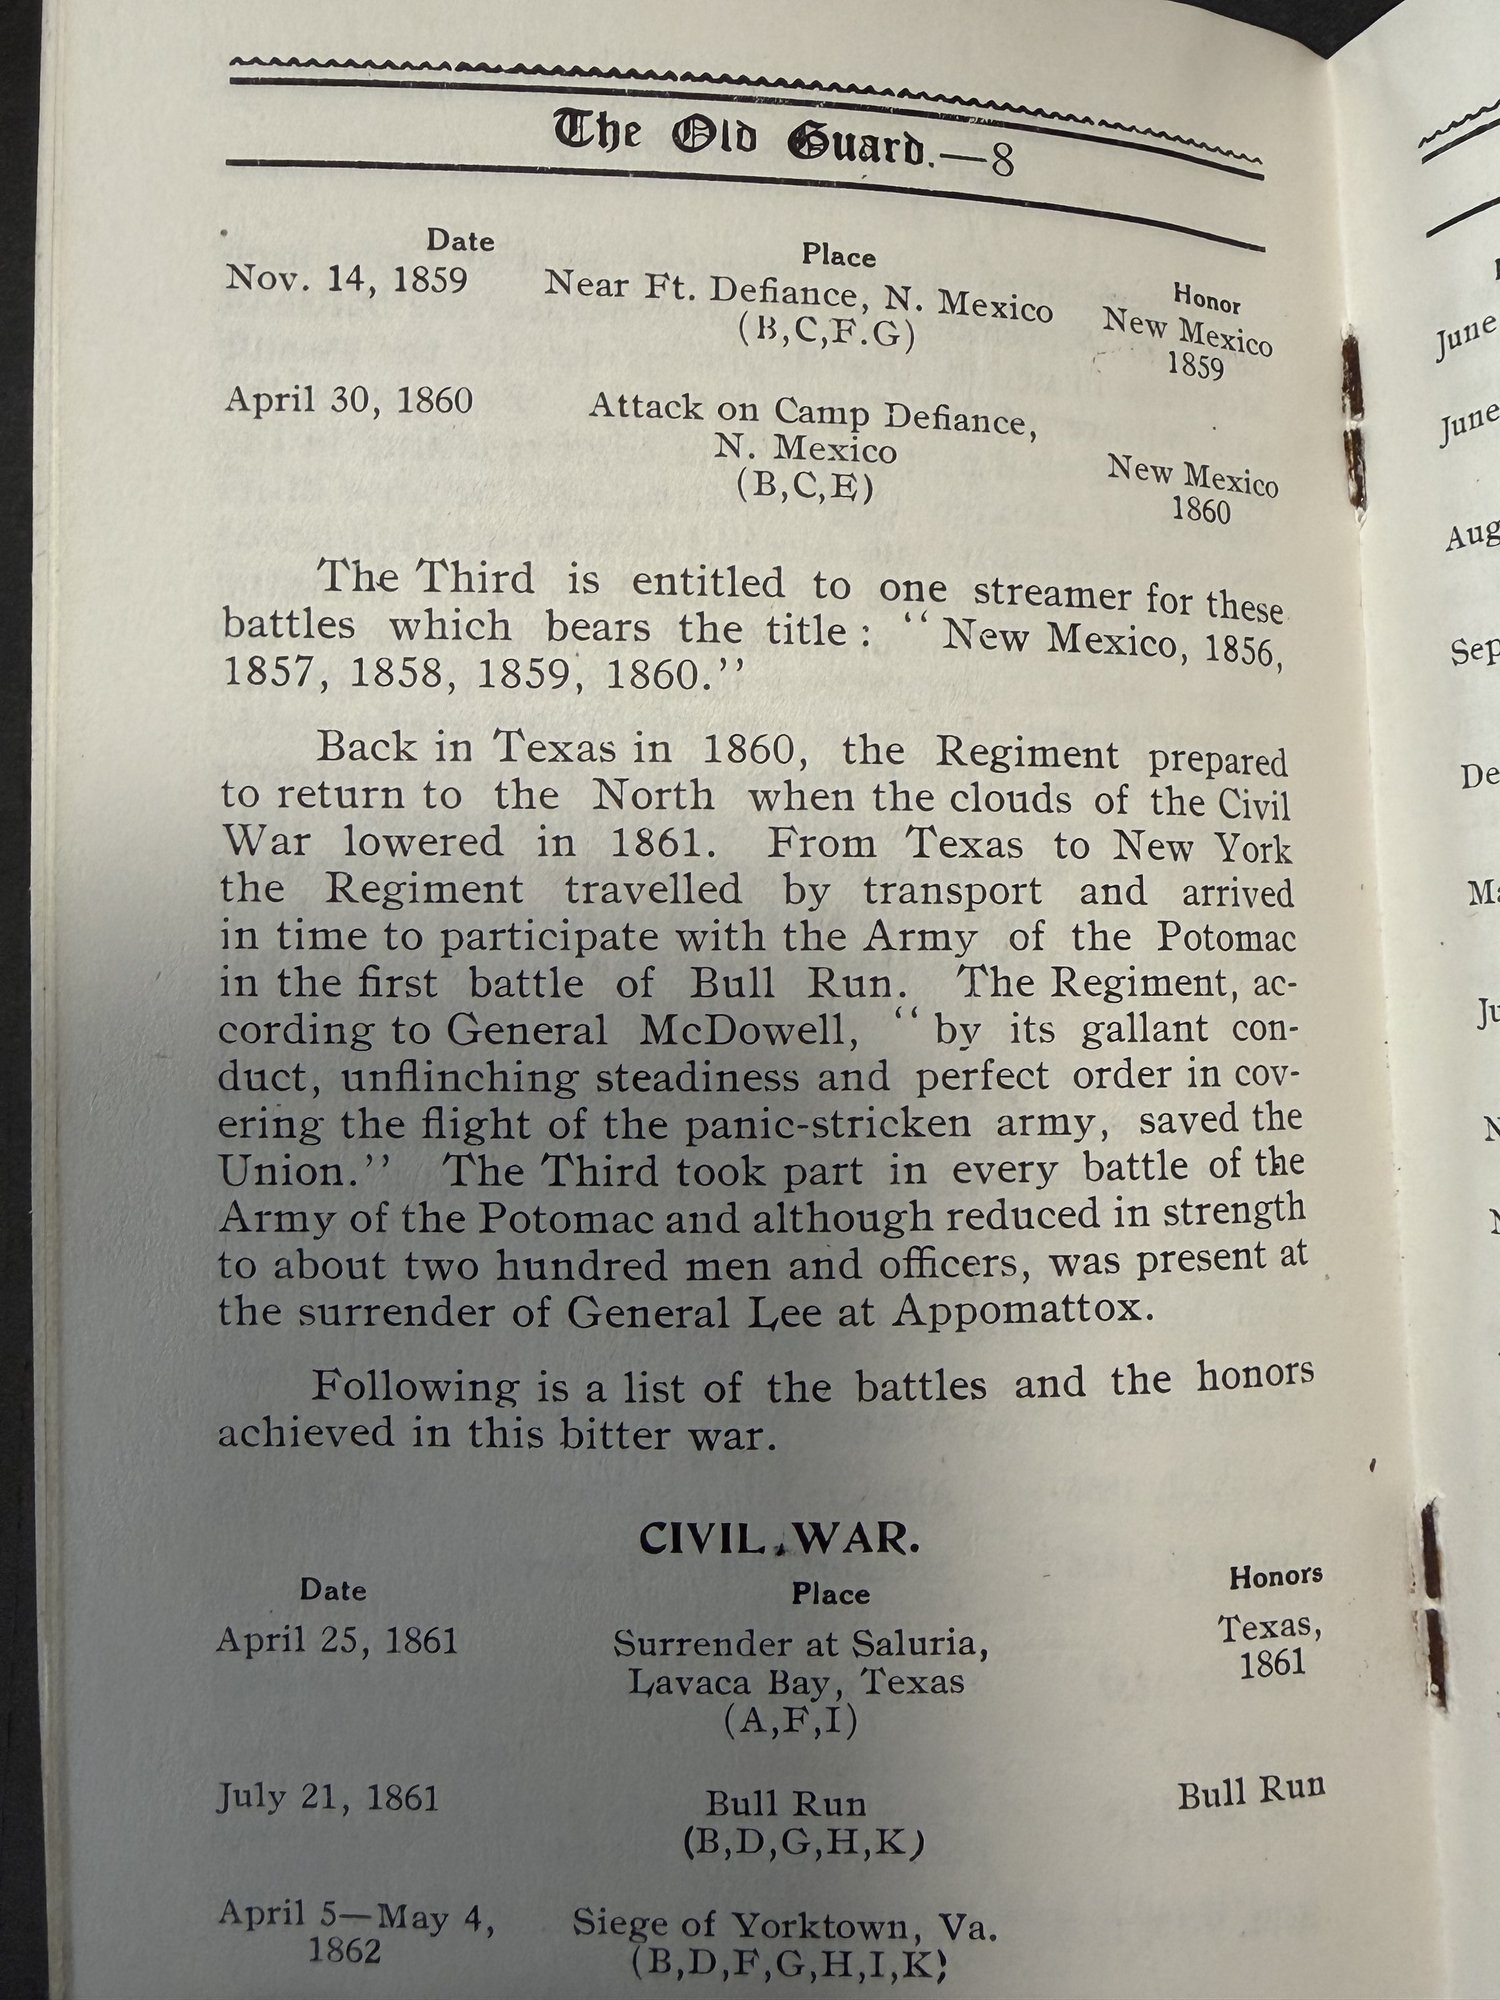 The Old Guard.—8
Date Place Honor
Nov. 14, 1859 Near Ft. Defiance, N. Mexico New Mexico
(B,C,F.G) 1859
April 30, 1860 Attack on Camp Defiance,
N. Mexico New Mexico
(B,C,E) 1860
The Third is entitled to one streamer for these
battles which bears the title : “New Mexico, 1856,
1857, 1858, 1859, 1860.”
Back in Texas in 1860, the Regiment prepared
to return to the North when the clouds of the Civil
War lowered in 1861. From Texas to New York
the Regiment travelled by transport and arrived
in time to participate with the Army of the Potomac
in the first battle of Bull Run. The Regiment, ac-
cording to General McDowell, “by its gallant con-
duct, unflinching steadiness and perfect order in cov-
ering the flight of the panic-stricken army, saved the
Union.” The Third took part in every battle of the
Army of the Potomac and although reduced in strength
to about two hundred men and officers, was present at
the surrender of General Lee at Appomattox.
Following is a list of the battles and the honors
achieved in this bitter war.
CIVIL WAR.
Date Place Honors
April 25, 1861 Surrender at Saluria, Texas,
Lavaca Bay, Texas 1861
(A,F,I)
July 21, 1861 Bull Run Bull Run
(B,D,G,H,K)
April 5—May 4, Siege of Yorktown, Va.
1862 (B,D,F,G,H,I,K)
June
June
Aug
Sep
De
Ma
Ju
N